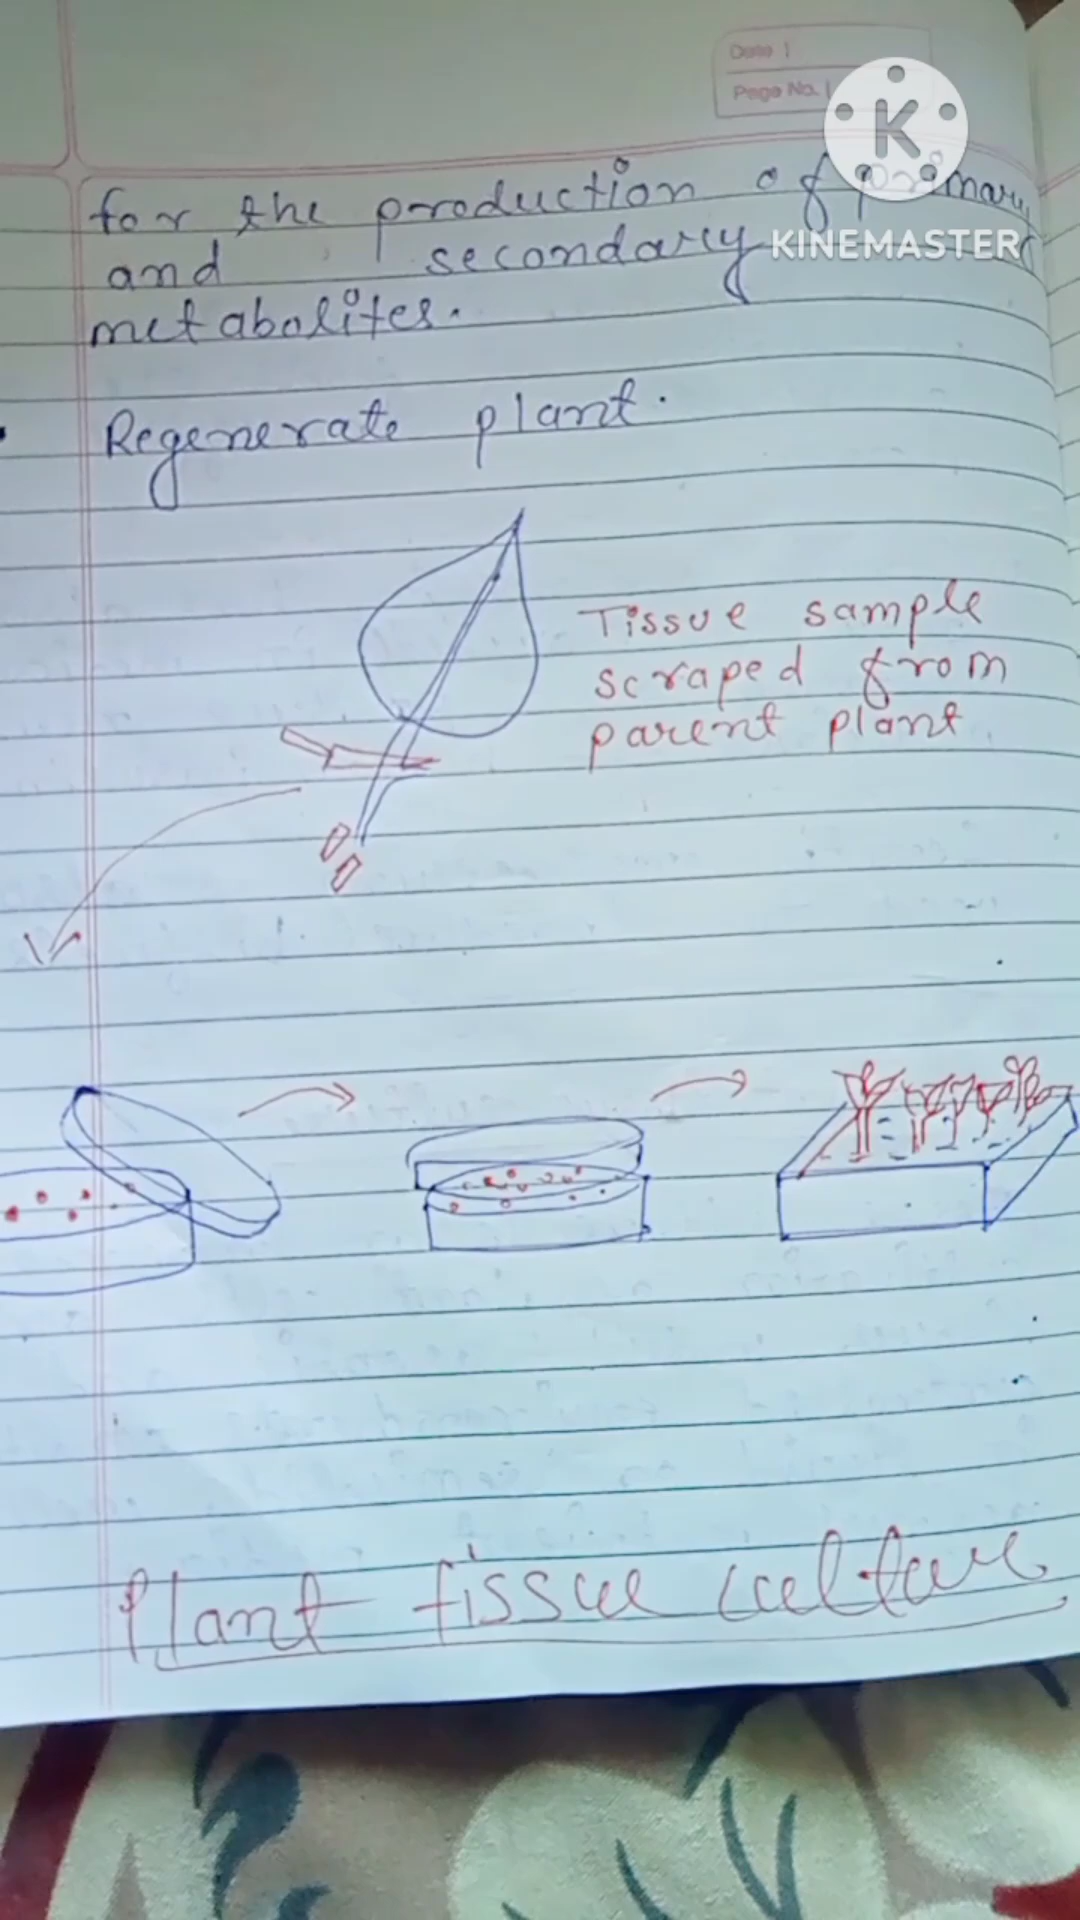 Date
Page No.
K
KINEMASTER
for the production of primary
and secondary
metabolites.
Regenerate plant.
Tissue sample
scraped from
parent plant
Plant tissue culture